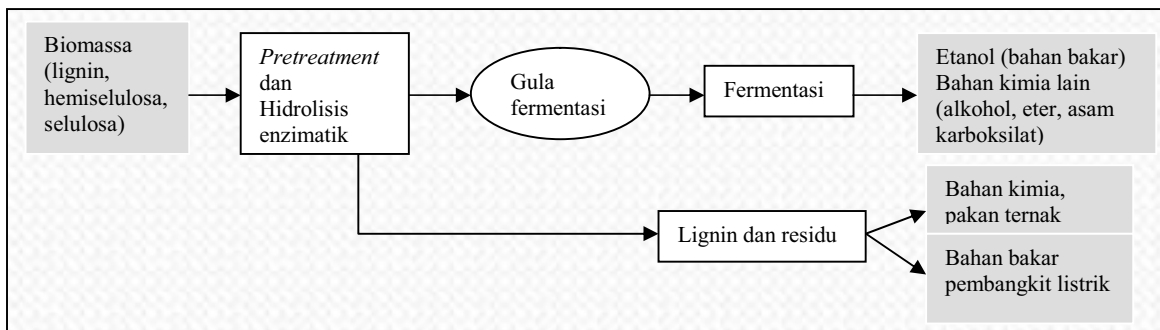 Biomassa
(lignin,
hemiselulosa,
selulosa)
Pretreatment
dan
Hidrolisis
enzimatik
Gula
fermentasi
Fermentasi
Etanol (bahan bakar)
Bahan kimia lain
(alkohol, eter, asam
karboksilat)
Lignin dan residu
Bahan kimia,
pakan ternak
Bahan bakar
pembangkit listrik